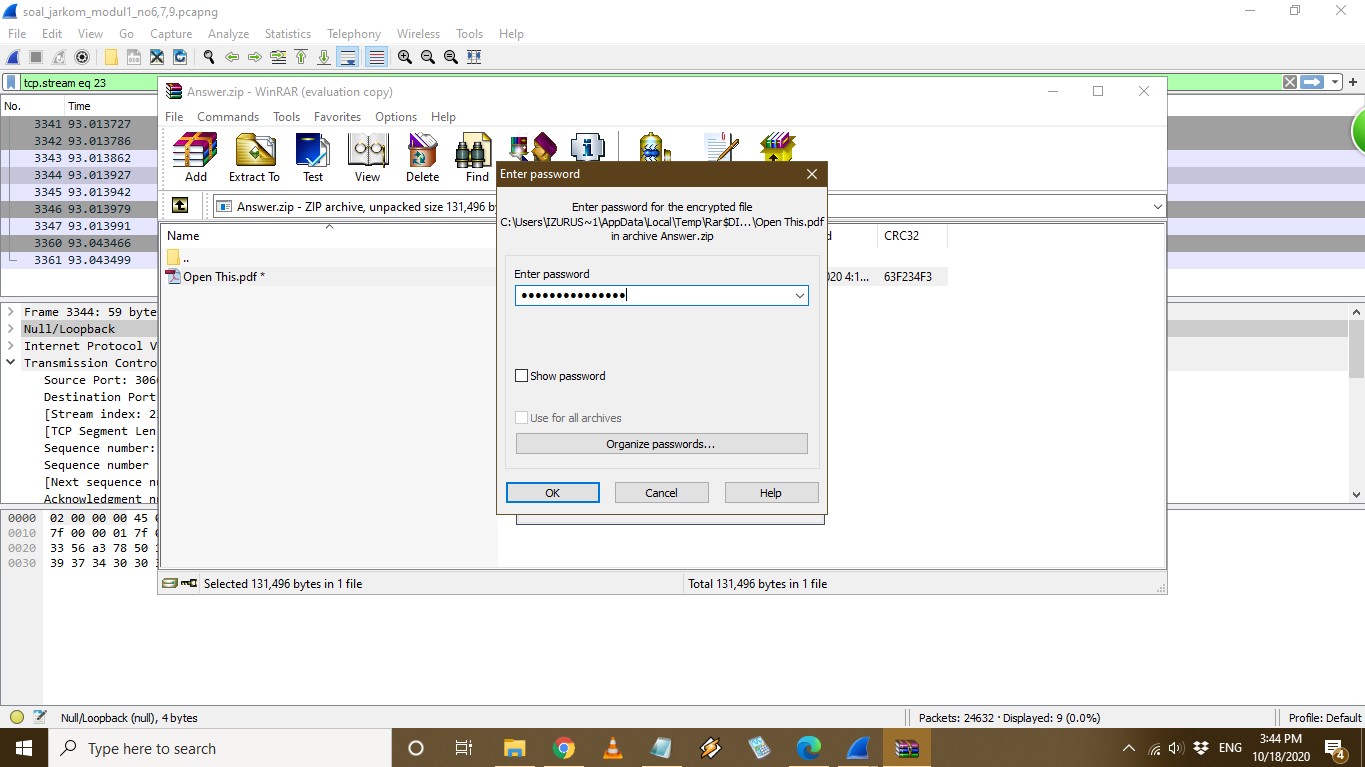 soal_jarkom_modul1_no6,7,9.pcapng
File Edit View Go Capture Analyze Statistics Telephony Wireless Tools Help
tcp.stream eq 23
No. Time
3341 93.013727
3342 93.013786
3343 93.013862
3344 93.013927
3345 93.013942
3346 93.013979
3347 93.013991
3360 93.043466
3361 93.043499
Frame 3344: 59 byte
Null/Loopback
Internet Protocol V
Transmission Contro
Source Port: 306
Destination Port
[Stream index: 2
[TCP Segment Len
Sequence number:
Sequence number
[Next sequence n
Acknowledgment n
0000 02 00 00 00 45
0010 7f 00 00 01 7f
0020 33 56 a3 78 50
0030 39 37 34 30 30
Answer.zip - WinRAR (evaluation copy)
File Commands Tools Favorites Options Help
Add Extract To Test View Delete Find
Answer.zip - ZIP archive, unpacked size 131,496 b
Name CRC32
..
Open This.pdf * 020 4:1... 63F234F3
Selected 131,496 bytes in 1 file Total 131,496 bytes in 1 file
Enter password
Enter password for the encrypted file
C:\Users\IZURUS~1\AppData\Local\Temp\Rar$DI...\Open This.pdf
in archive Answer.zip
Enter password
Show password
Use for all archives
Organize passwords...
OK Cancel Help
Null/Loopback (null), 4 bytes Packets: 24632 · Displayed: 9 (0.0%) Profile: Default
Type here to search
ENG
3:44 PM
10/18/2020
4